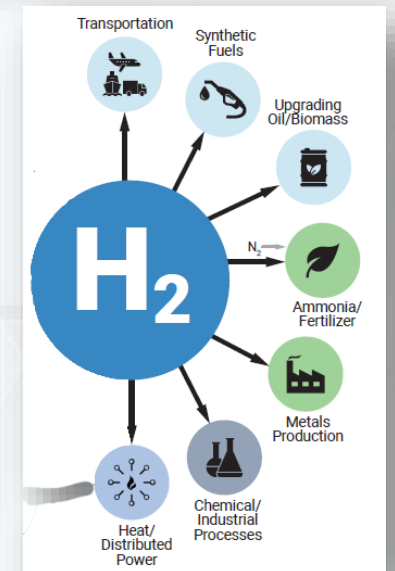 Transportation
Synthetic
Fuels
Upgrading
Oil/Biomass
H₂
N₂
Ammonia/
Fertilizer
Metals
Production
Chemical/
Industrial
Processes
Heat/
Distributed
Power